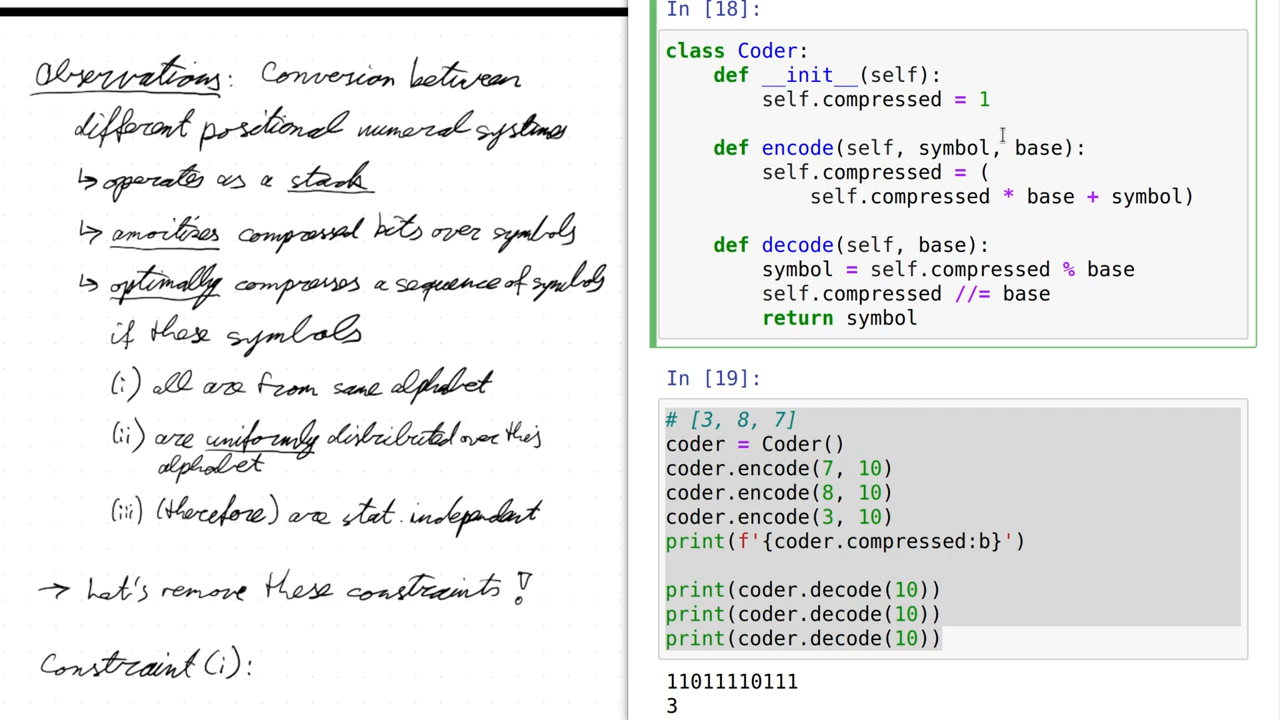 Observations: Conversion between
different positional numeral systems
↳ operates as a stack
↳ amortizes compressed bits over symbols
↳ optimally compresses a sequence of symbols
if these symbols
(i) all are from same alphabet
(ii) are uniformly distributed over this
alphabet
(iii) (therefore) are stat. independent
→ Let's remove these constraints!
Constraint (i):
In [18]:
class Coder:
    def __init__(self):
        self.compressed = 1
    def encode(self, symbol, base):
        self.compressed = (
            self.compressed * base + symbol)
    def decode(self, base):
        symbol = self.compressed % base
        self.compressed //= base
        return symbol
In [19]:
# [3, 8, 7]
coder = Coder()
coder.encode(7, 10)
coder.encode(8, 10)
coder.encode(3, 10)
print(f'{coder.compressed:b}')
print(coder.decode(10))
print(coder.decode(10))
print(coder.decode(10))
11011110111
3